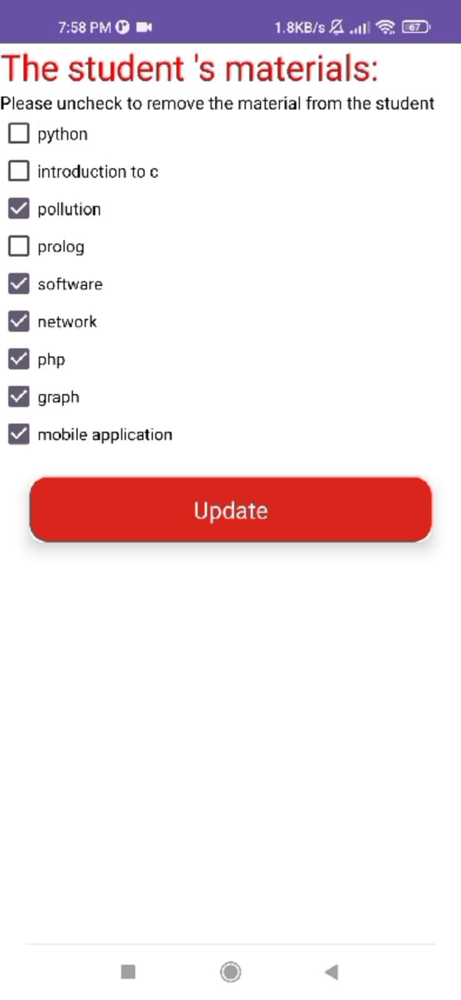 7:58 PM
1.8KB/s
67
The student 's materials:
Please uncheck to remove the material from the student
python
introduction to c
pollution
prolog
software
network
php
graph
mobile application
Update